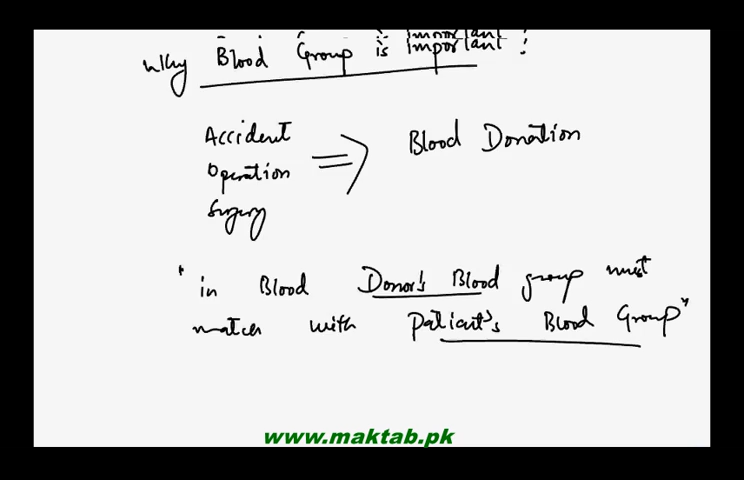 Why Blood Group is Important ?
Accident
Operation
Surgery
Blood Donation
" in Blood Donor's Blood group must
match with Patient's Blood Group"
www.maktab.pk